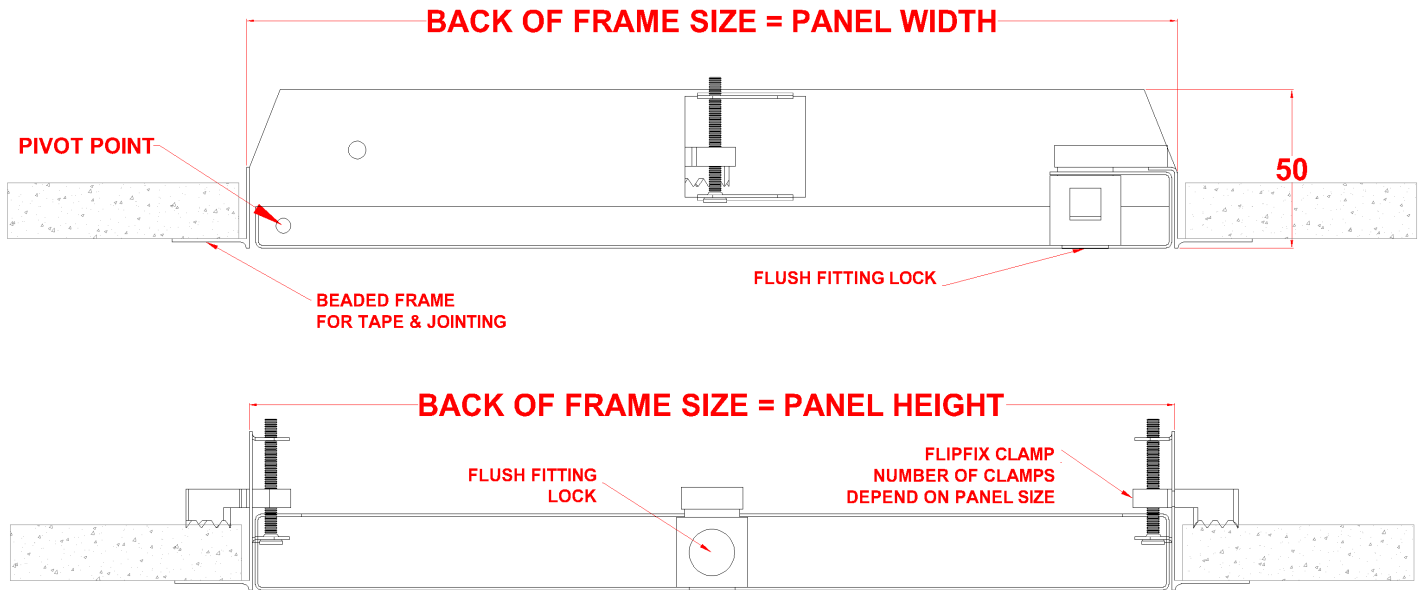 BACK OF FRAME SIZE = PANEL WIDTH
PIVOT POINT
50
FLUSH FITTING LOCK
BEADED FRAME
FOR TAPE & JOINTING
BACK OF FRAME SIZE = PANEL HEIGHT
FLUSH FITTING
LOCK
FLIPFIX CLAMP
NUMBER OF CLAMPS
DEPEND ON PANEL SIZE